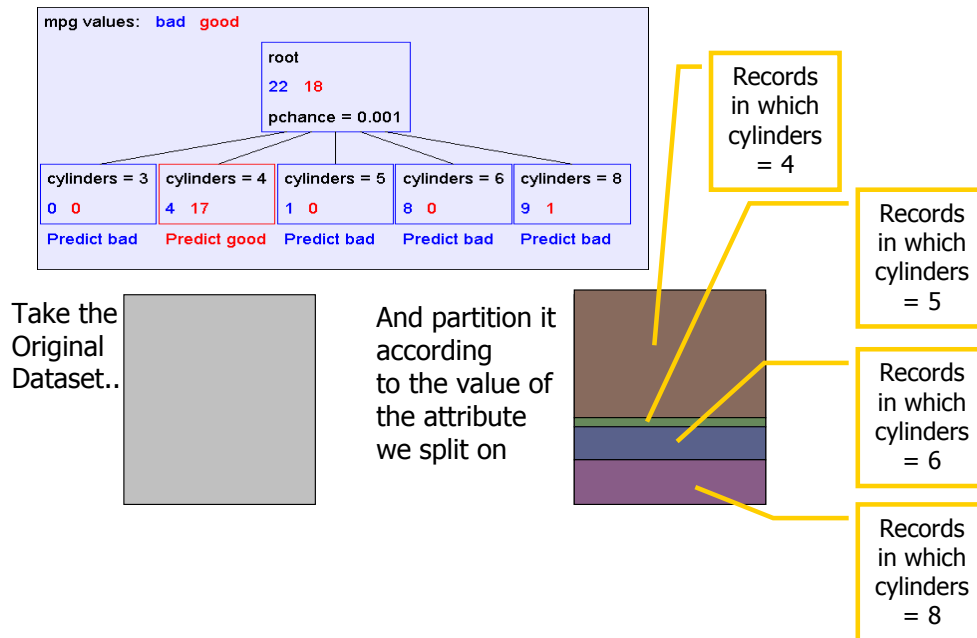 mpg values: bad good
root
22 18
pchance = 0.001
cylinders = 3
0 0
Predict bad
cylinders = 4
4 17
Predict good
cylinders = 5
1 0
Predict bad
cylinders = 6
8 0
Predict bad
cylinders = 8
9 1
Predict bad
Take the
Original
Dataset..
And partition it
according
to the value of
the attribute
we split on
Records
in which
cylinders
= 4
Records
in which
cylinders
= 5
Records
in which
cylinders
= 6
Records
in which
cylinders
= 8